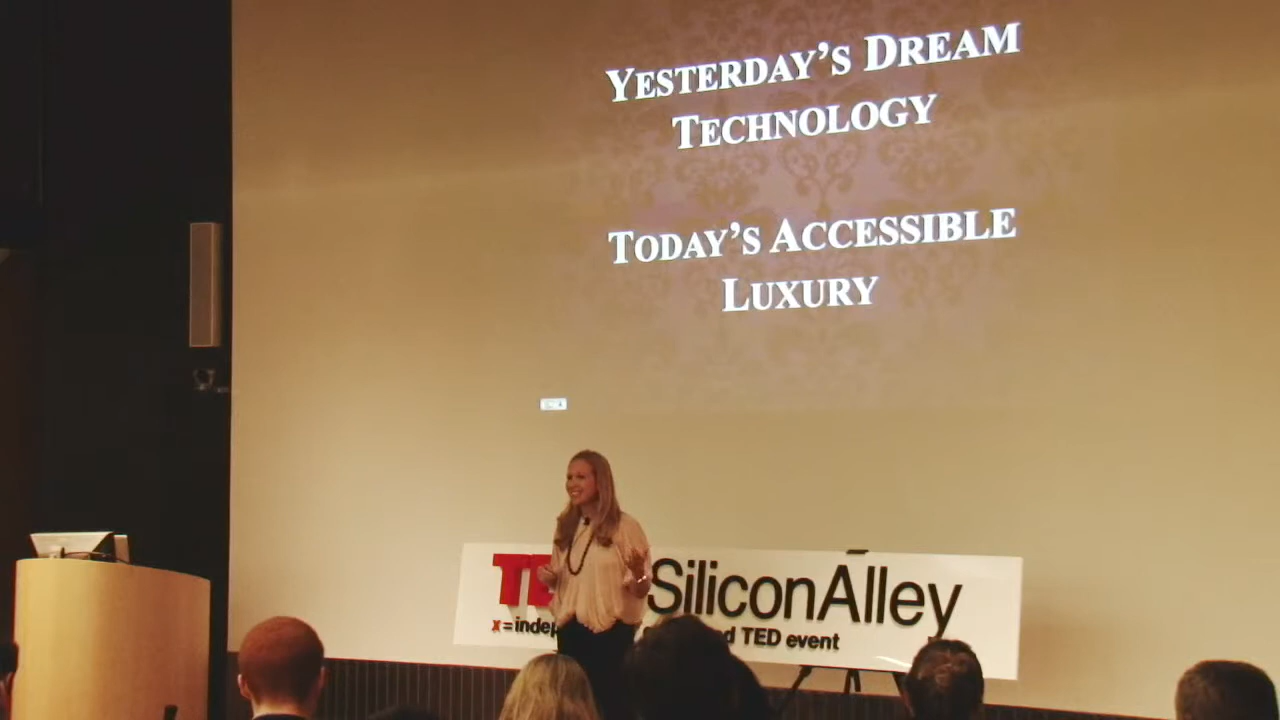 YESTERDAY'S DREAM
TECHNOLOGY
TODAY'S ACCESSIBLE
LUXURY
SiliconAlley
x=
TED event